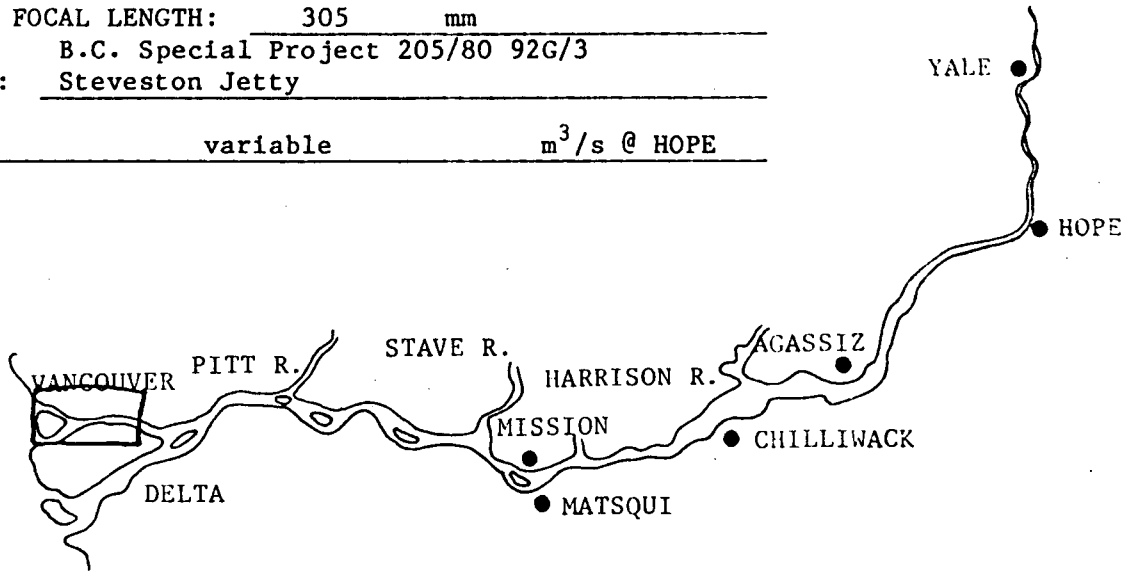 FOCAL LENGTH: 305 mm
B.C. Special Project 205/80 92G/3
: Steveston Jetty
variable m³/s @ HOPE
YALE
HOPE
AGASSIZ
STAVE R.
PITT R.
HARRISON R.
VANCOUVER
MISSION
CHILLIWACK
DELTA
MATSQUI